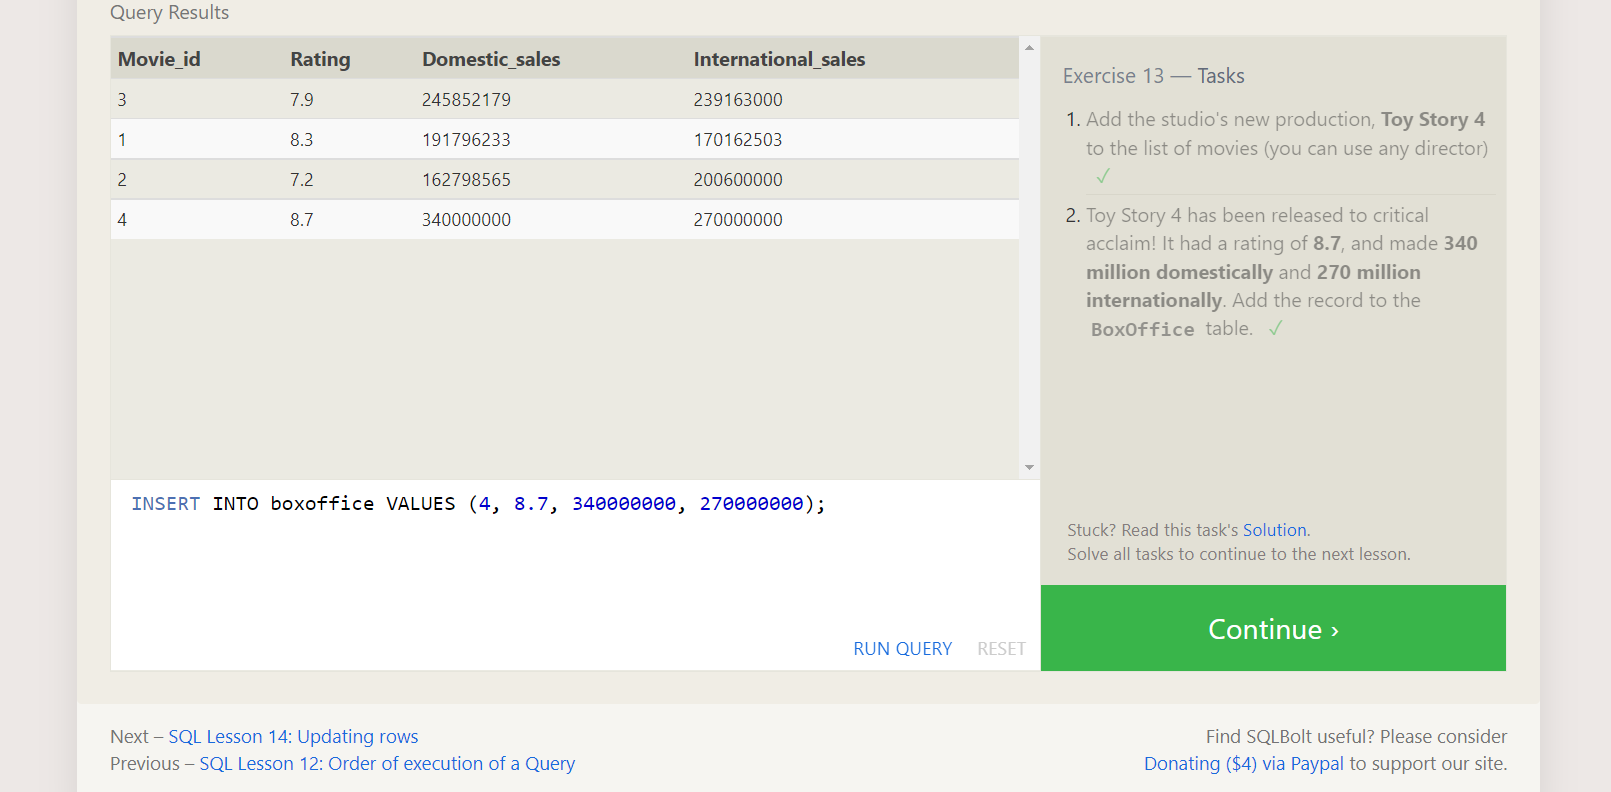 Query Results
Movie_id Rating Domestic_sales International_sales
3 7.9 245852179 239163000
1 8.3 191796233 170162503
2 7.2 162798565 200600000
4 8.7 340000000 270000000
INSERT INTO boxoffice VALUES (4, 8.7, 340000000, 270000000);
RUN QUERY RESET
Exercise 13 — Tasks
1. Add the studio's new production, Toy Story 4
to the list of movies (you can use any director)
✓
2. Toy Story 4 has been released to critical
acclaim! It had a rating of 8.7, and made 340
million domestically and 270 million
internationally. Add the record to the
BoxOffice table. ✓
Stuck? Read this task's Solution.
Solve all tasks to continue to the next lesson.
Continue ›
Next – SQL Lesson 14: Updating rows
Previous – SQL Lesson 12: Order of execution of a Query
Find SQLBolt useful? Please consider
Donating ($4) via Paypal to support our site.